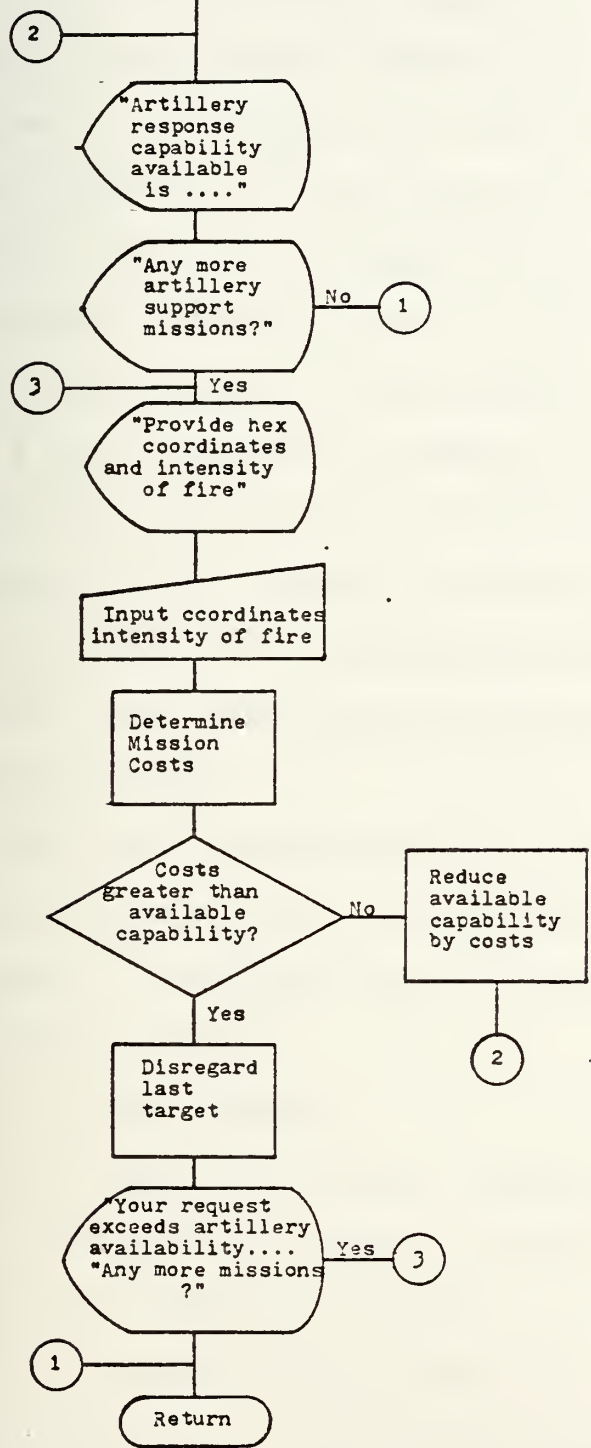 2
"Artillery
response
capability
available
is ...."
"Any more
artillery
support
missions?"
No
1
3
Yes
"Provide hex
coordinates
and intensity
of fire"
Input ccordinates
intensity of fire
Determine
Mission
Costs
Costs
greater than
available
capability?
No
Reduce
available
capability
by costs
Yes
2
Disregard
last
target
"Your request
exceeds artillery
availability....
"Any more missions
?"
Yes
3
1
Return